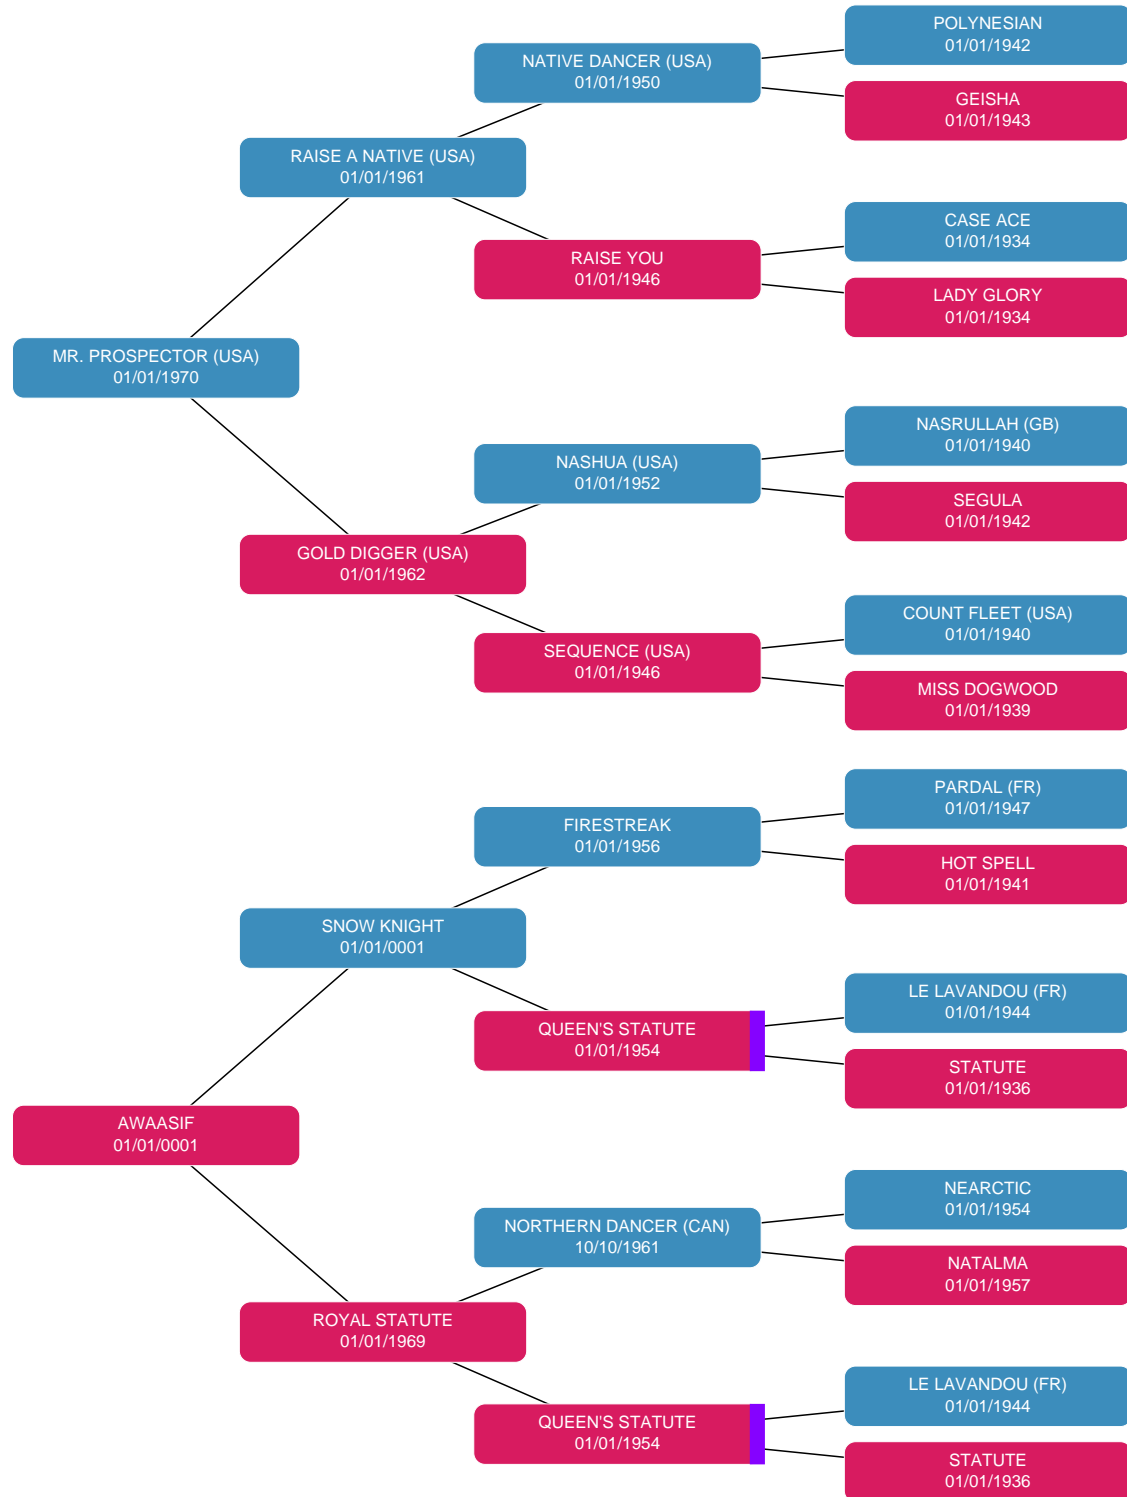 POLYNESIAN
01/01/1942
NATIVE DANCER (USA)
01/01/1950
GEISHA
01/01/1943
RAISE A NATIVE (USA)
01/01/1961
CASE ACE
01/01/1934
RAISE YOU
01/01/1946
LADY GLORY
01/01/1934
MR. PROSPECTOR (USA)
01/01/1970
NASRULLAH (GB)
01/01/1940
NASHUA (USA)
01/01/1952
SEGULA
01/01/1942
GOLD DIGGER (USA)
01/01/1962
COUNT FLEET (USA)
01/01/1940
SEQUENCE (USA)
01/01/1946
MISS DOGWOOD
01/01/1939
PARDAL (FR)
01/01/1947
FIRESTREAK
01/01/1956
HOT SPELL
01/01/1941
SNOW KNIGHT
01/01/0001
LE LAVANDOU (FR)
01/01/1944
QUEEN'S STATUTE
01/01/1954
STATUTE
01/01/1936
AWAASIF
01/01/0001
NEARCTIC
01/01/1954
NORTHERN DANCER (CAN)
10/10/1961
NATALMA
01/01/1957
ROYAL STATUTE
01/01/1969
LE LAVANDOU (FR)
01/01/1944
QUEEN'S STATUTE
01/01/1954
STATUTE
01/01/1936